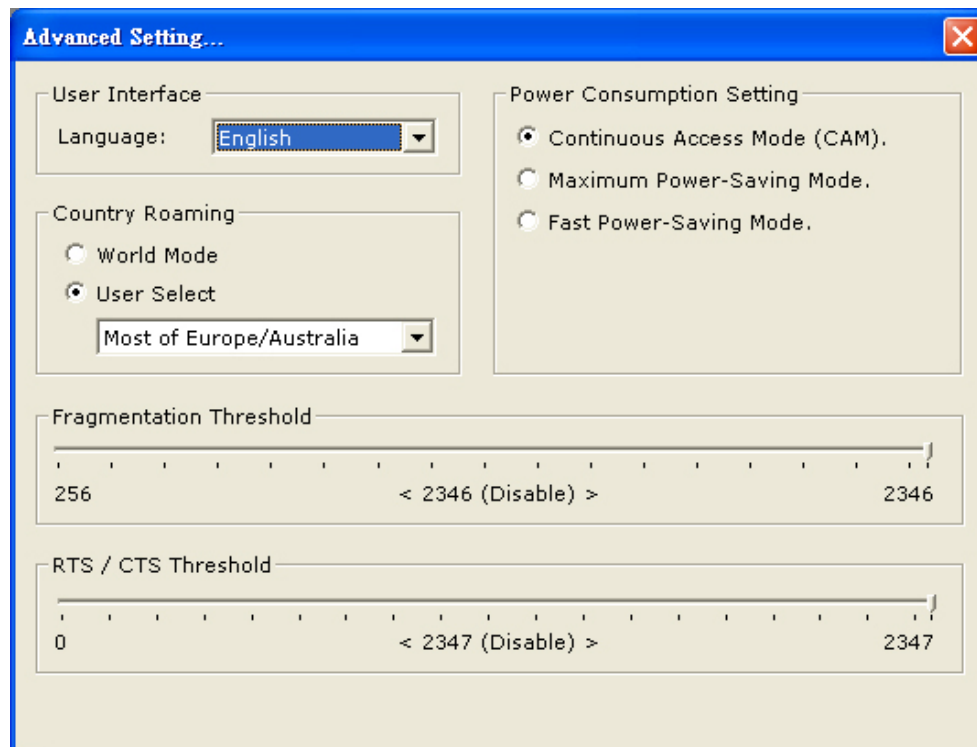 Advanced Setting...
User Interface
Language: English
Country Roaming
World Mode
User Select
Most of Europe/Australia
Power Consumption Setting
Continuous Access Mode (CAM).
Maximum Power-Saving Mode.
Fast Power-Saving Mode.
Fragmentation Threshold
256 < 2346 (Disable) > 2346
RTS / CTS Threshold
0 < 2347 (Disable) > 2347